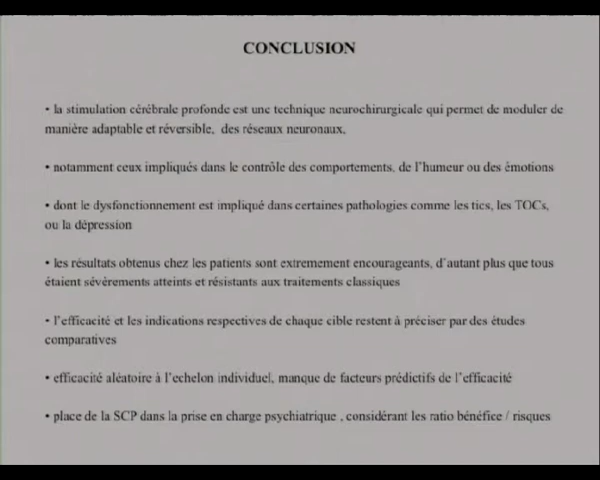 CONCLUSION
• la stimulation cérébrale profonde est une technique neurochirurgicale qui permet de moduler de
manière adaptable et réversible, des réseaux neuronaux,
• notamment ceux impliqués dans le contrôle des comportements, de l'humeur ou des émotions
• dont le dysfonctionnement est impliqué dans certaines pathologies comme les tics, les TOCs,
ou la dépression
• les résultats obtenus chez les patients sont extremement encourageants, d'autant plus que tous
étaient sévèrements atteints et résistants aux traitements classiques
• l'efficacité et les indications respectives de chaque cible restent à préciser par des études
comparatives
• efficacité aléatoire à l'echelon individuel, manque de facteurs prédictifs de l'efficacité
• place de la SCP dans la prise en charge psychiatrique , considérant les ratio bénéfice / risques